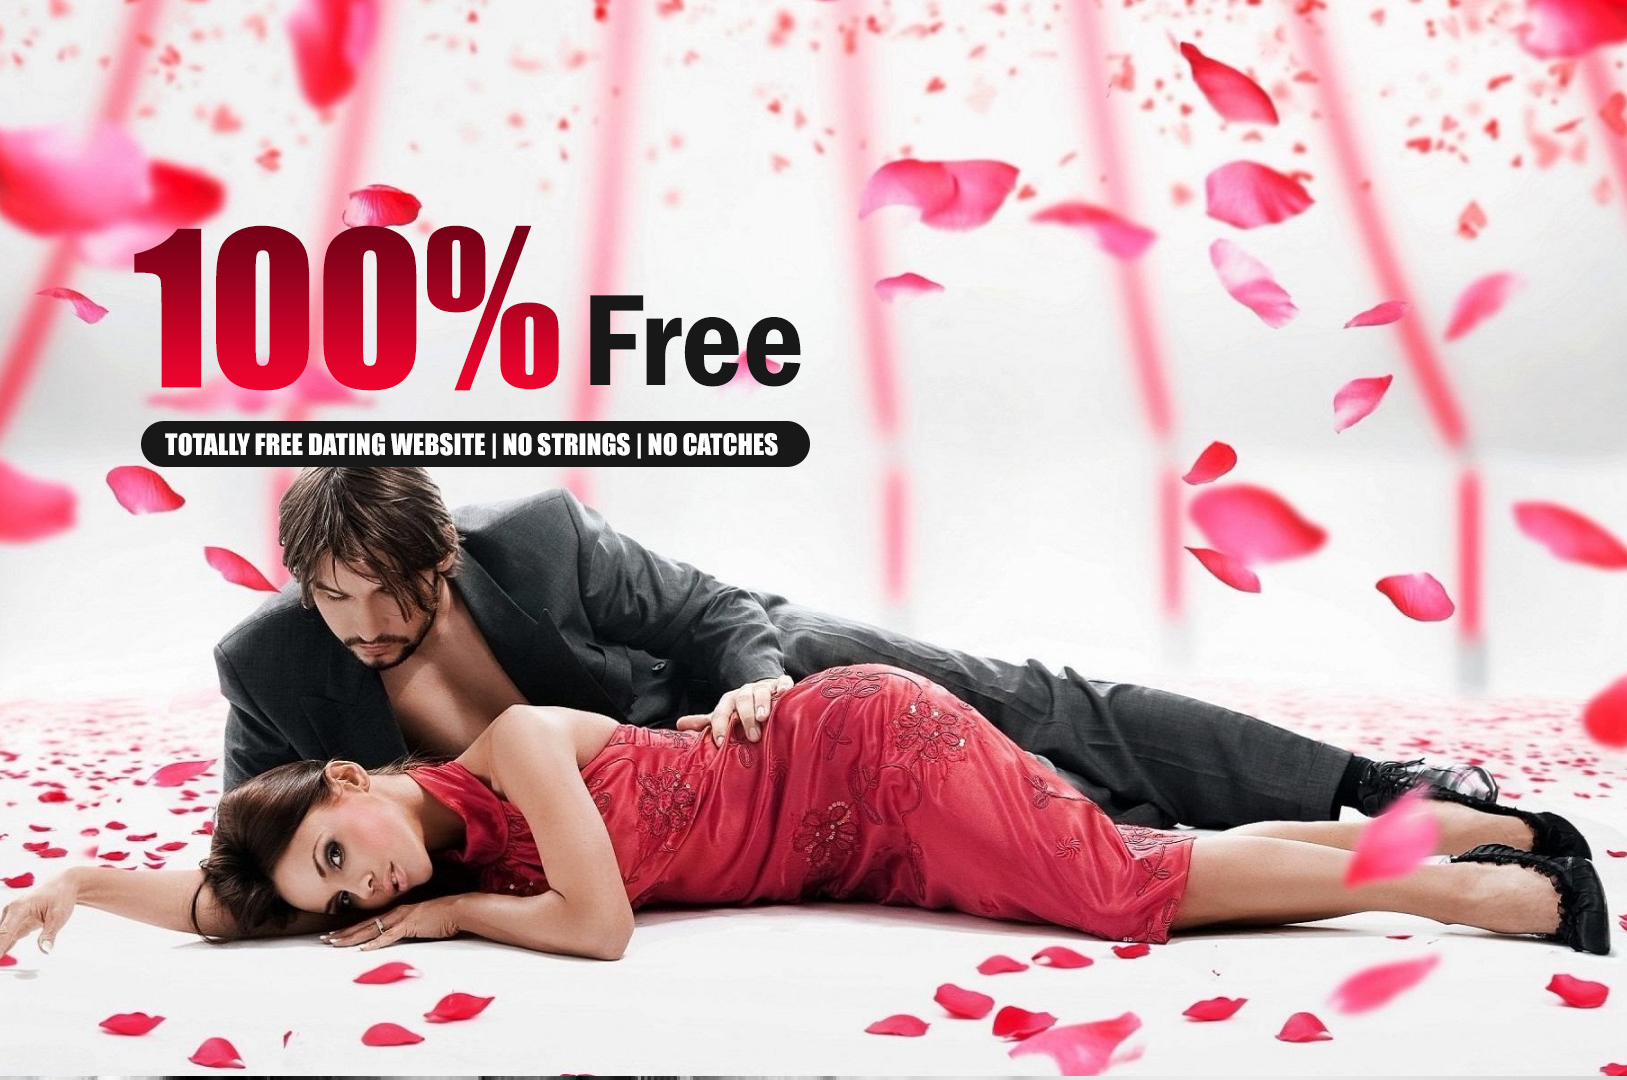 100% Free
TOTALLY FREE DATING WEBSITE | NO STRINGS | NO CATCHES